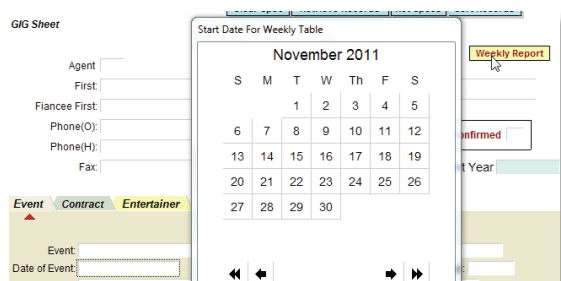 GIG Sheet
Start Date For Weekly Table
Weekly Report
November 2011
S M T W Th F S
1 2 3 4 5
6 7 8 9 10 11 12
13 14 15 16 17 18 19
20 21 22 23 24 25 26
27 28 29 30
Agent
First:
Fiancee First:
Phone(O):
Phone(H):
Fax:
onfirmed
t Year
Event Contract Entertainer
Event:
Date of Event: